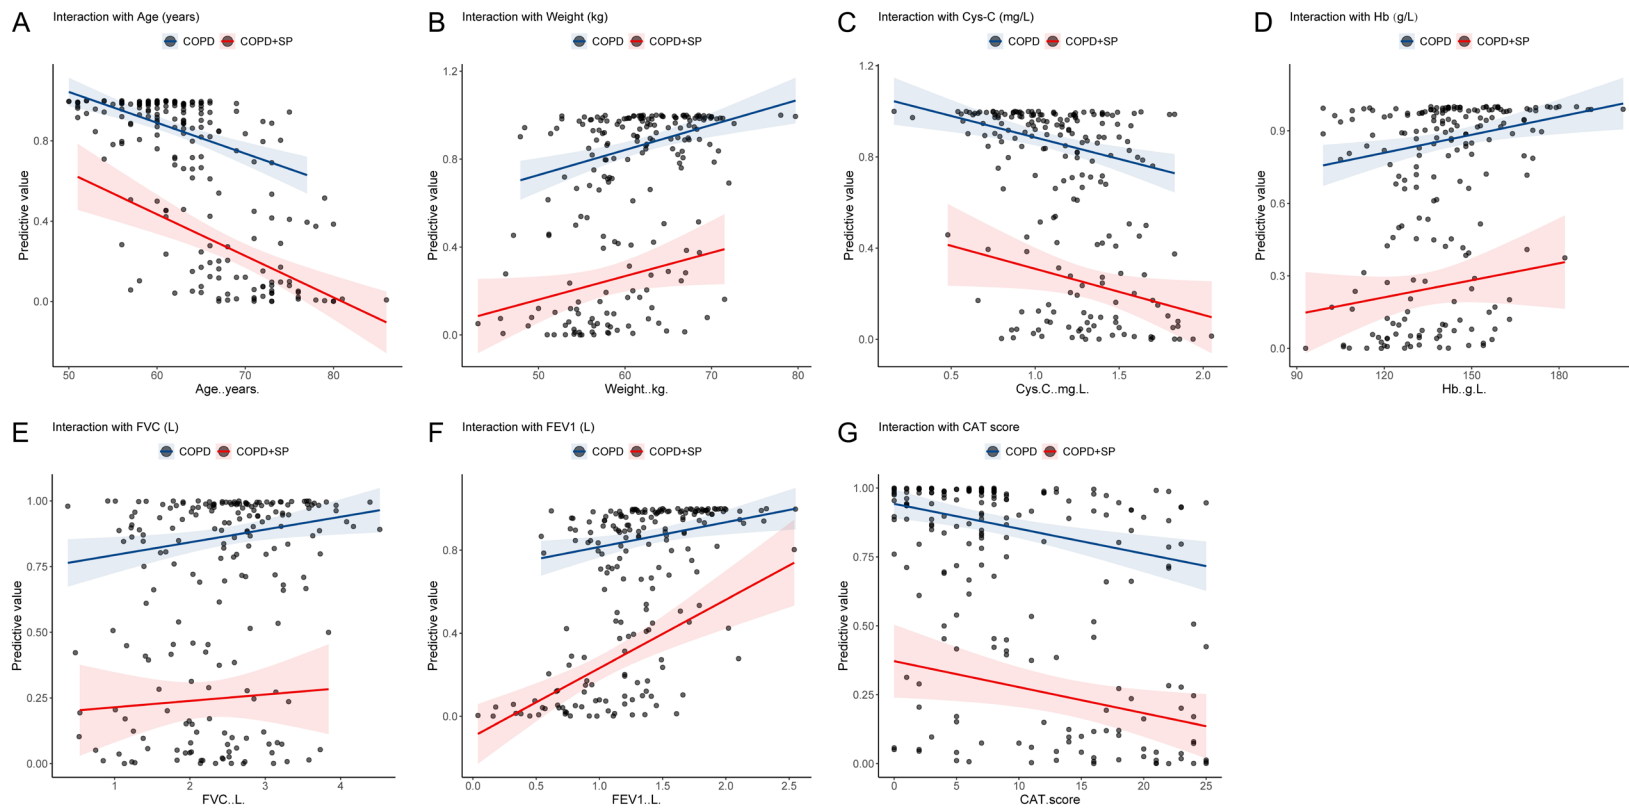 A Interaction with Age (years)
COPD COPD+SP
Predictive value
0.8
0.4
0.0
50 60 70 80
Age..years.
B Interaction with Weight (kg)
COPD COPD+SP
Predictive value
1.2
0.8
0.4
0.0
50 60 70 80
Weight..kg.
C Interaction with Cys-C (mg/L)
COPD COPD+SP
Predictive value
1.2
0.8
0.4
0.0
0.5 1.0 1.5 2.0
Cys.C..mg.L.
D Interaction with Hb (g/L)
COPD COPD+SP
Predictive value
0.9
0.6
0.3
0.0
90 120 150 180
Hb..g.L.
E Interaction with FVC (L)
COPD COPD+SP
Predictive value
1.00
0.75
0.50
0.25
0.00
1 2 3 4
FVC..L.
F Interaction with FEV1 (L)
COPD COPD+SP
Predictive value
0.8
0.4
0.0
0.0 0.5 1.0 1.5 2.0 2.5
FEV1..L.
G Interaction with CAT score
COPD COPD+SP
Predictive value
1.00
0.75
0.50
0.25
0.00
0 5 10 15 20 25
CAT.score